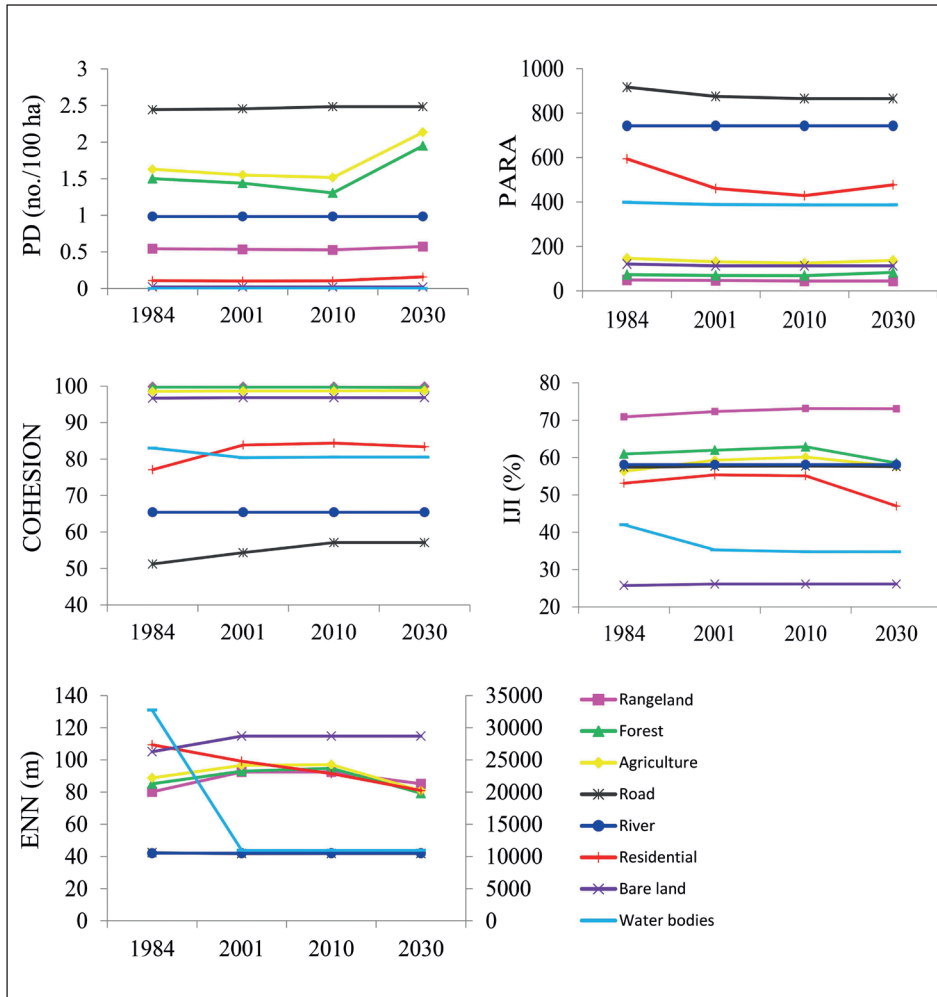 PD (no./100 ha)
3
2.5
2
1.5
1
0.5
0
1984 2001 2010 2030
PARA
1000
800
600
400
200
0
1984 2001 2010 2030
COHESION
100
90
80
70
60
50
40
1984 2001 2010 2030
IJI (%)
80
70
60
50
40
30
20
1984 2001 2010 2030
ENN (m)
140
120
100
80
60
40
20
0
35000
30000
25000
20000
15000
10000
5000
0
1984 2001 2010 2030
Rangeland
Forest
Agriculture
Road
River
Residential
Bare land
Water bodies